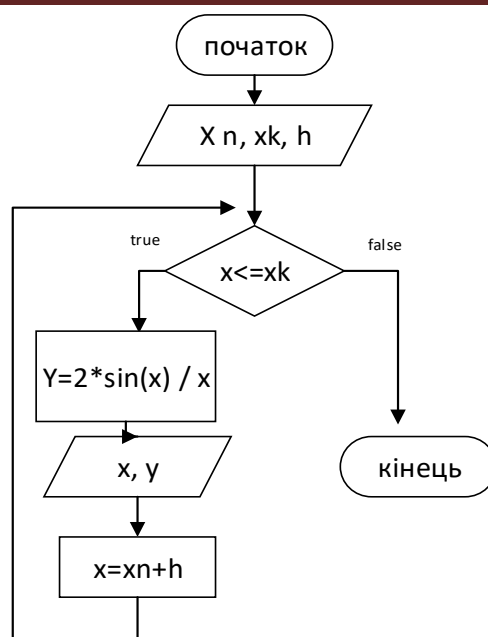 початок
X n, xk, h
true
false
x<=xk
Y=2*sin(x) / x
x, y
кінець
x=xn+h